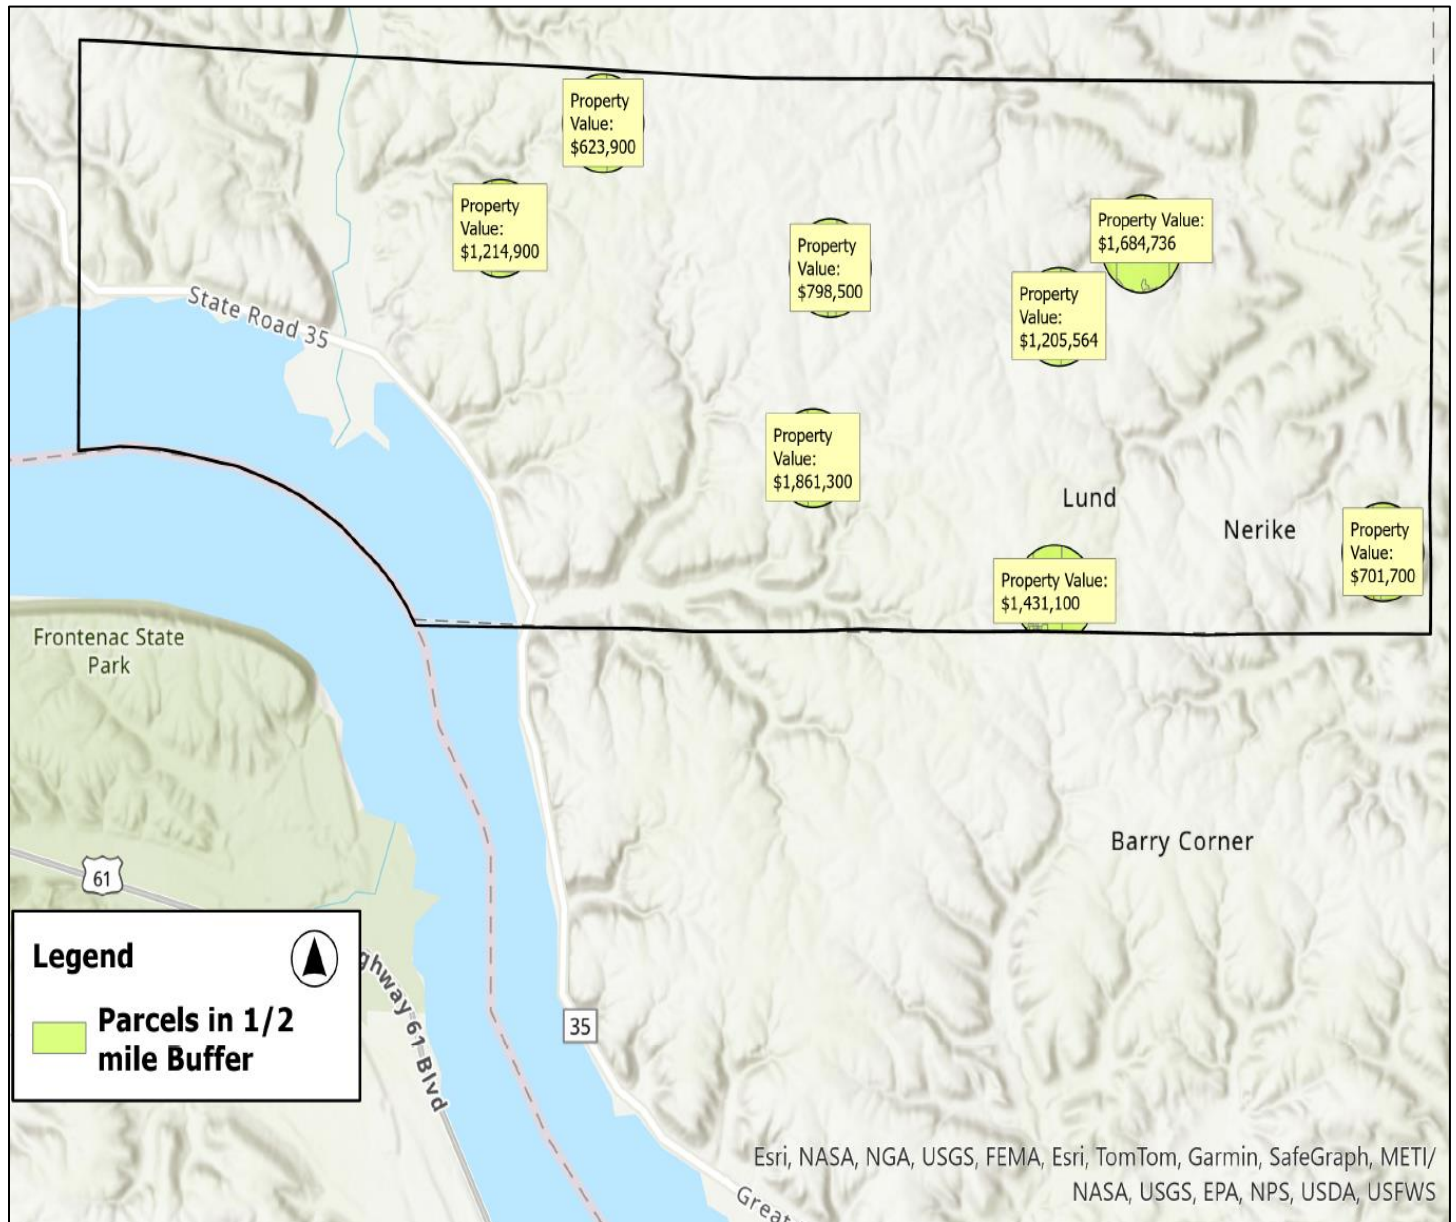 Property
Value:
$623,900
Property
Value:
$1,214,900
Property Value:
$1,684,736
Property
Value:
$798,500
Property
Value:
$1,205,564
State Road 35
Property
Value:
$1,861,300
Lund
Nerike
Property
Value:
$701,700
Property Value:
$1,431,100
Frontenac State
Park
Barry Corner
61
Legend
Parcels in 1/2
mile Buffer
ghway 61 Blvd
35
Esri, NASA, NGA, USGS, FEMA, Esri, TomTom, Garmin, SafeGraph, METI/
NASA, USGS, EPA, NPS, USDA, USFWS
Great